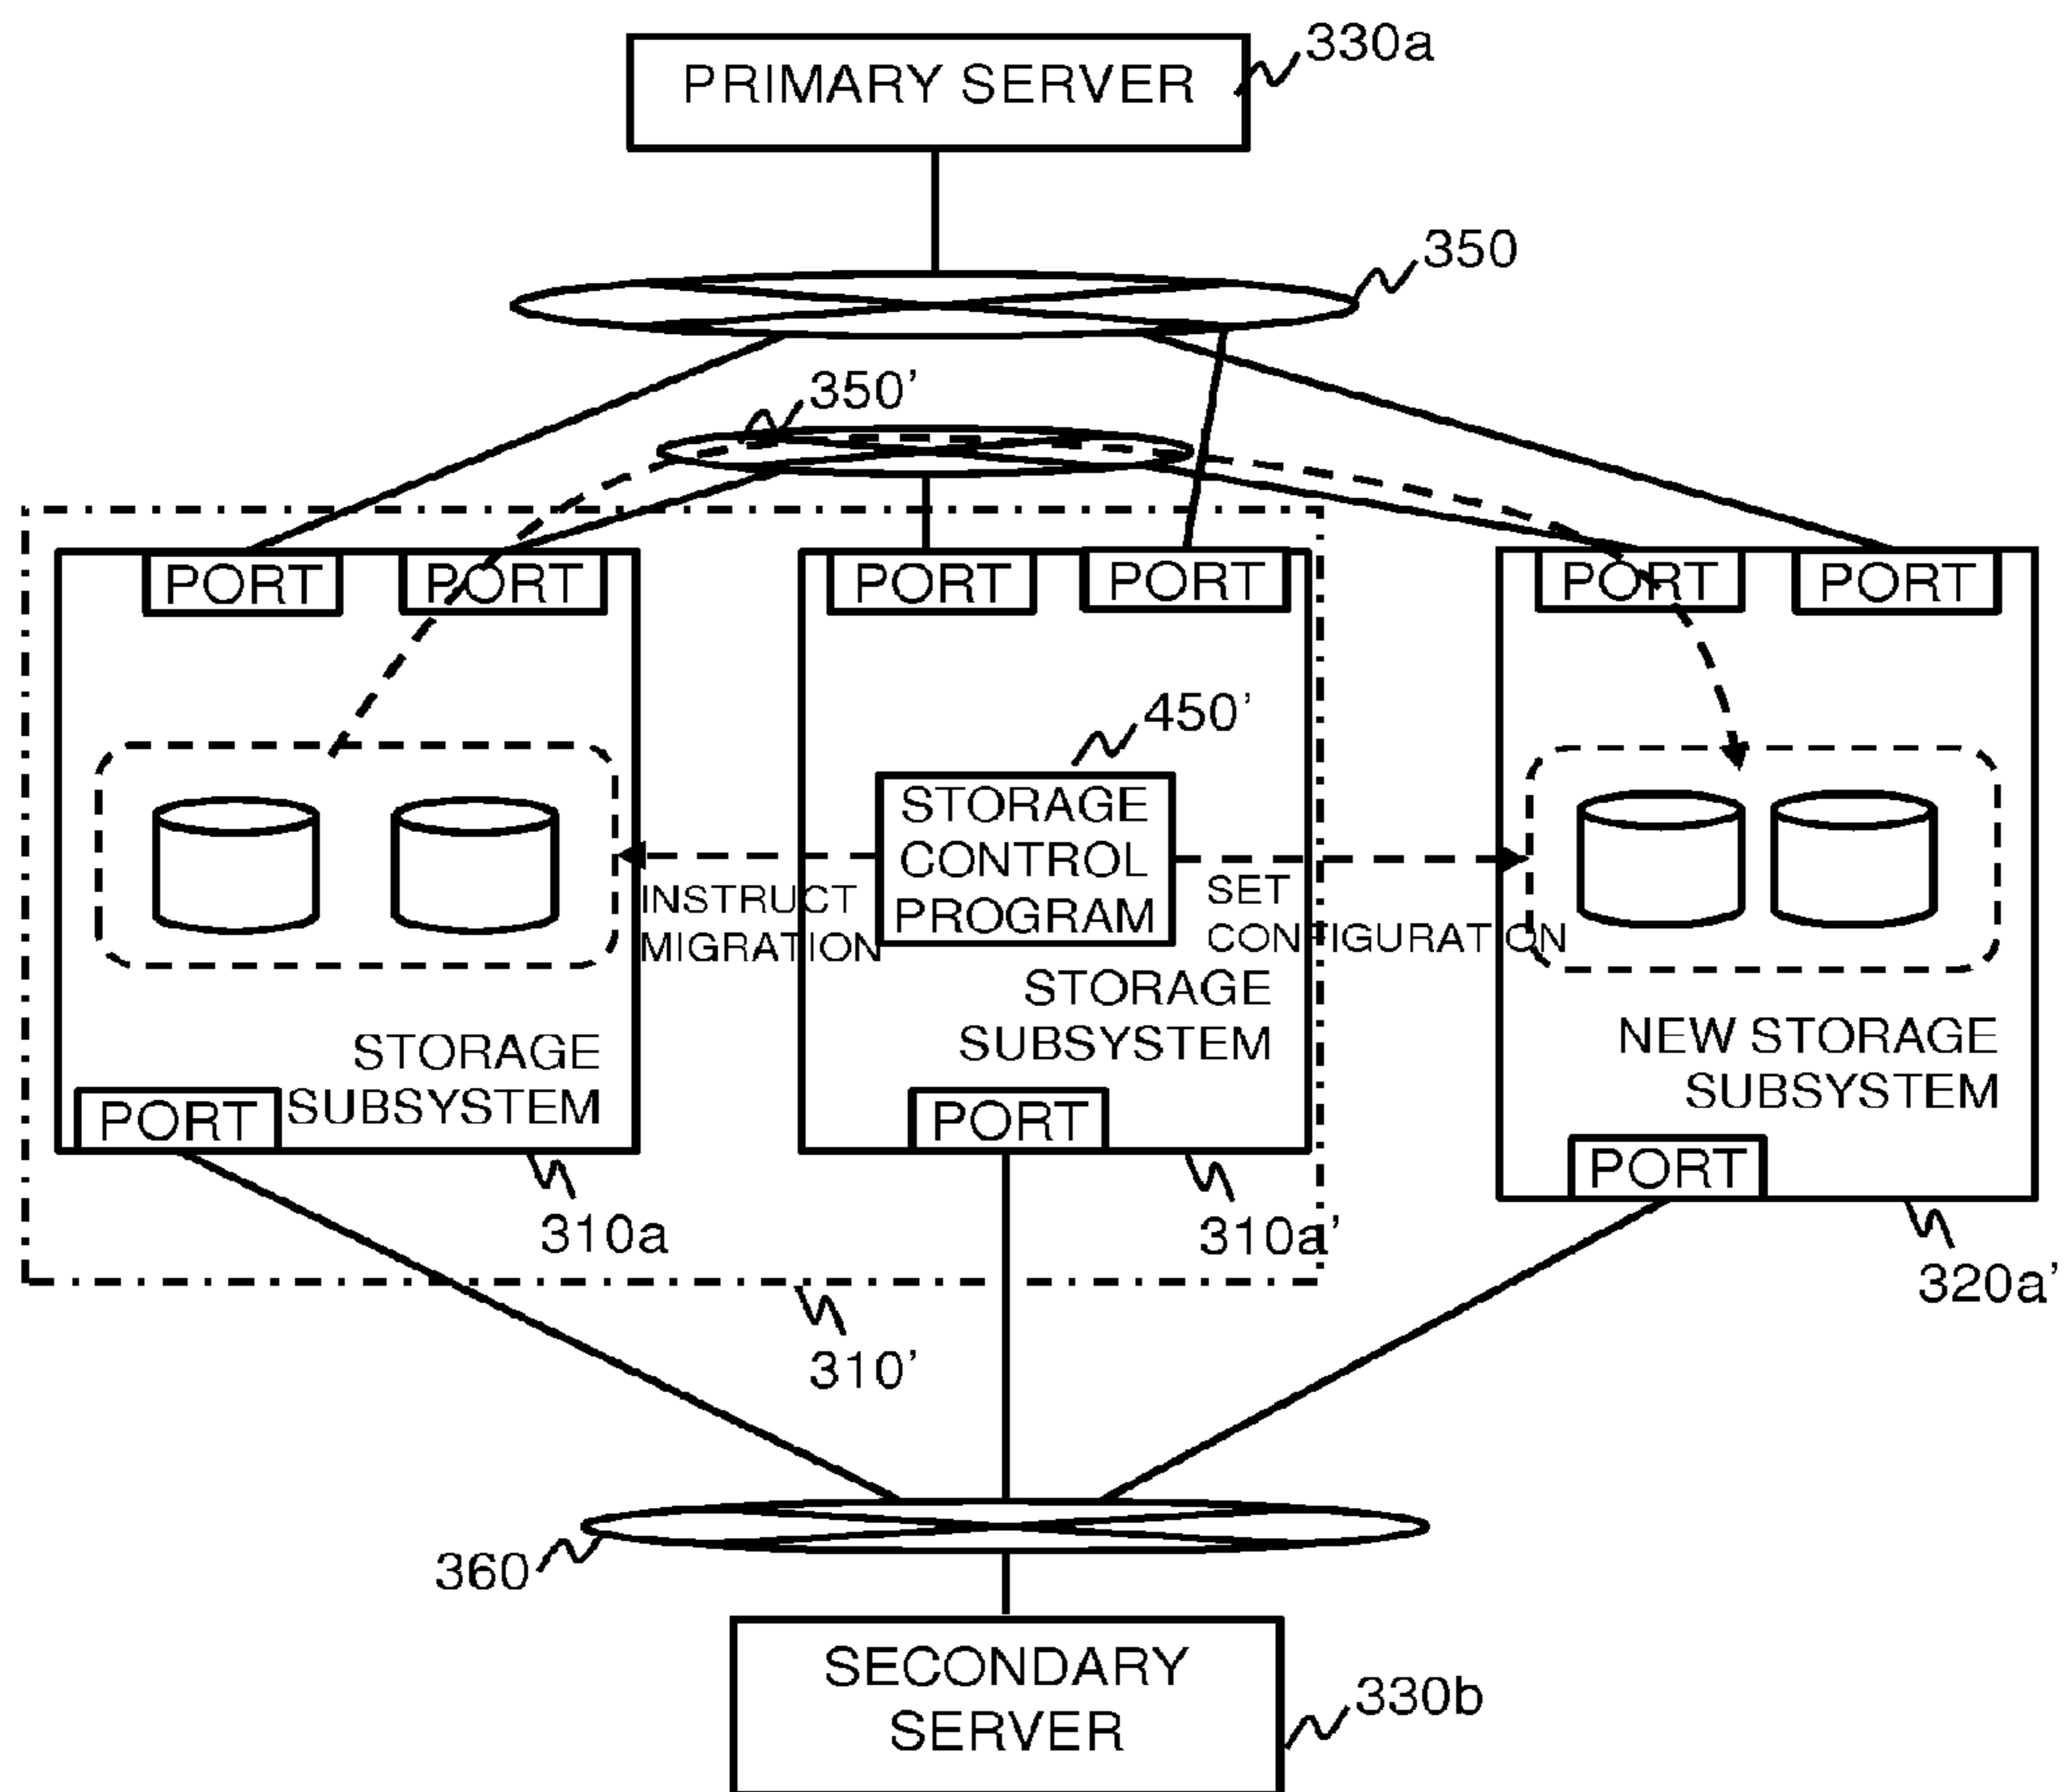 330a
PRIMARY SERVER
350
350'
PORT
PORT
PORT
PORT
PORT
PORT
450'
STORAGE
CONTROL
PROGRAM
INSTRUCT
MIGRATION
SET
CONFIGURATION
STORAGE
SUBSYSTEM
STORAGE
SUBSYSTEM
NEW STORAGE
SUBSYSTEM
PORT
PORT
PORT
310a
310a'
320a'
310'
360
SECONDARY
SERVER
330b